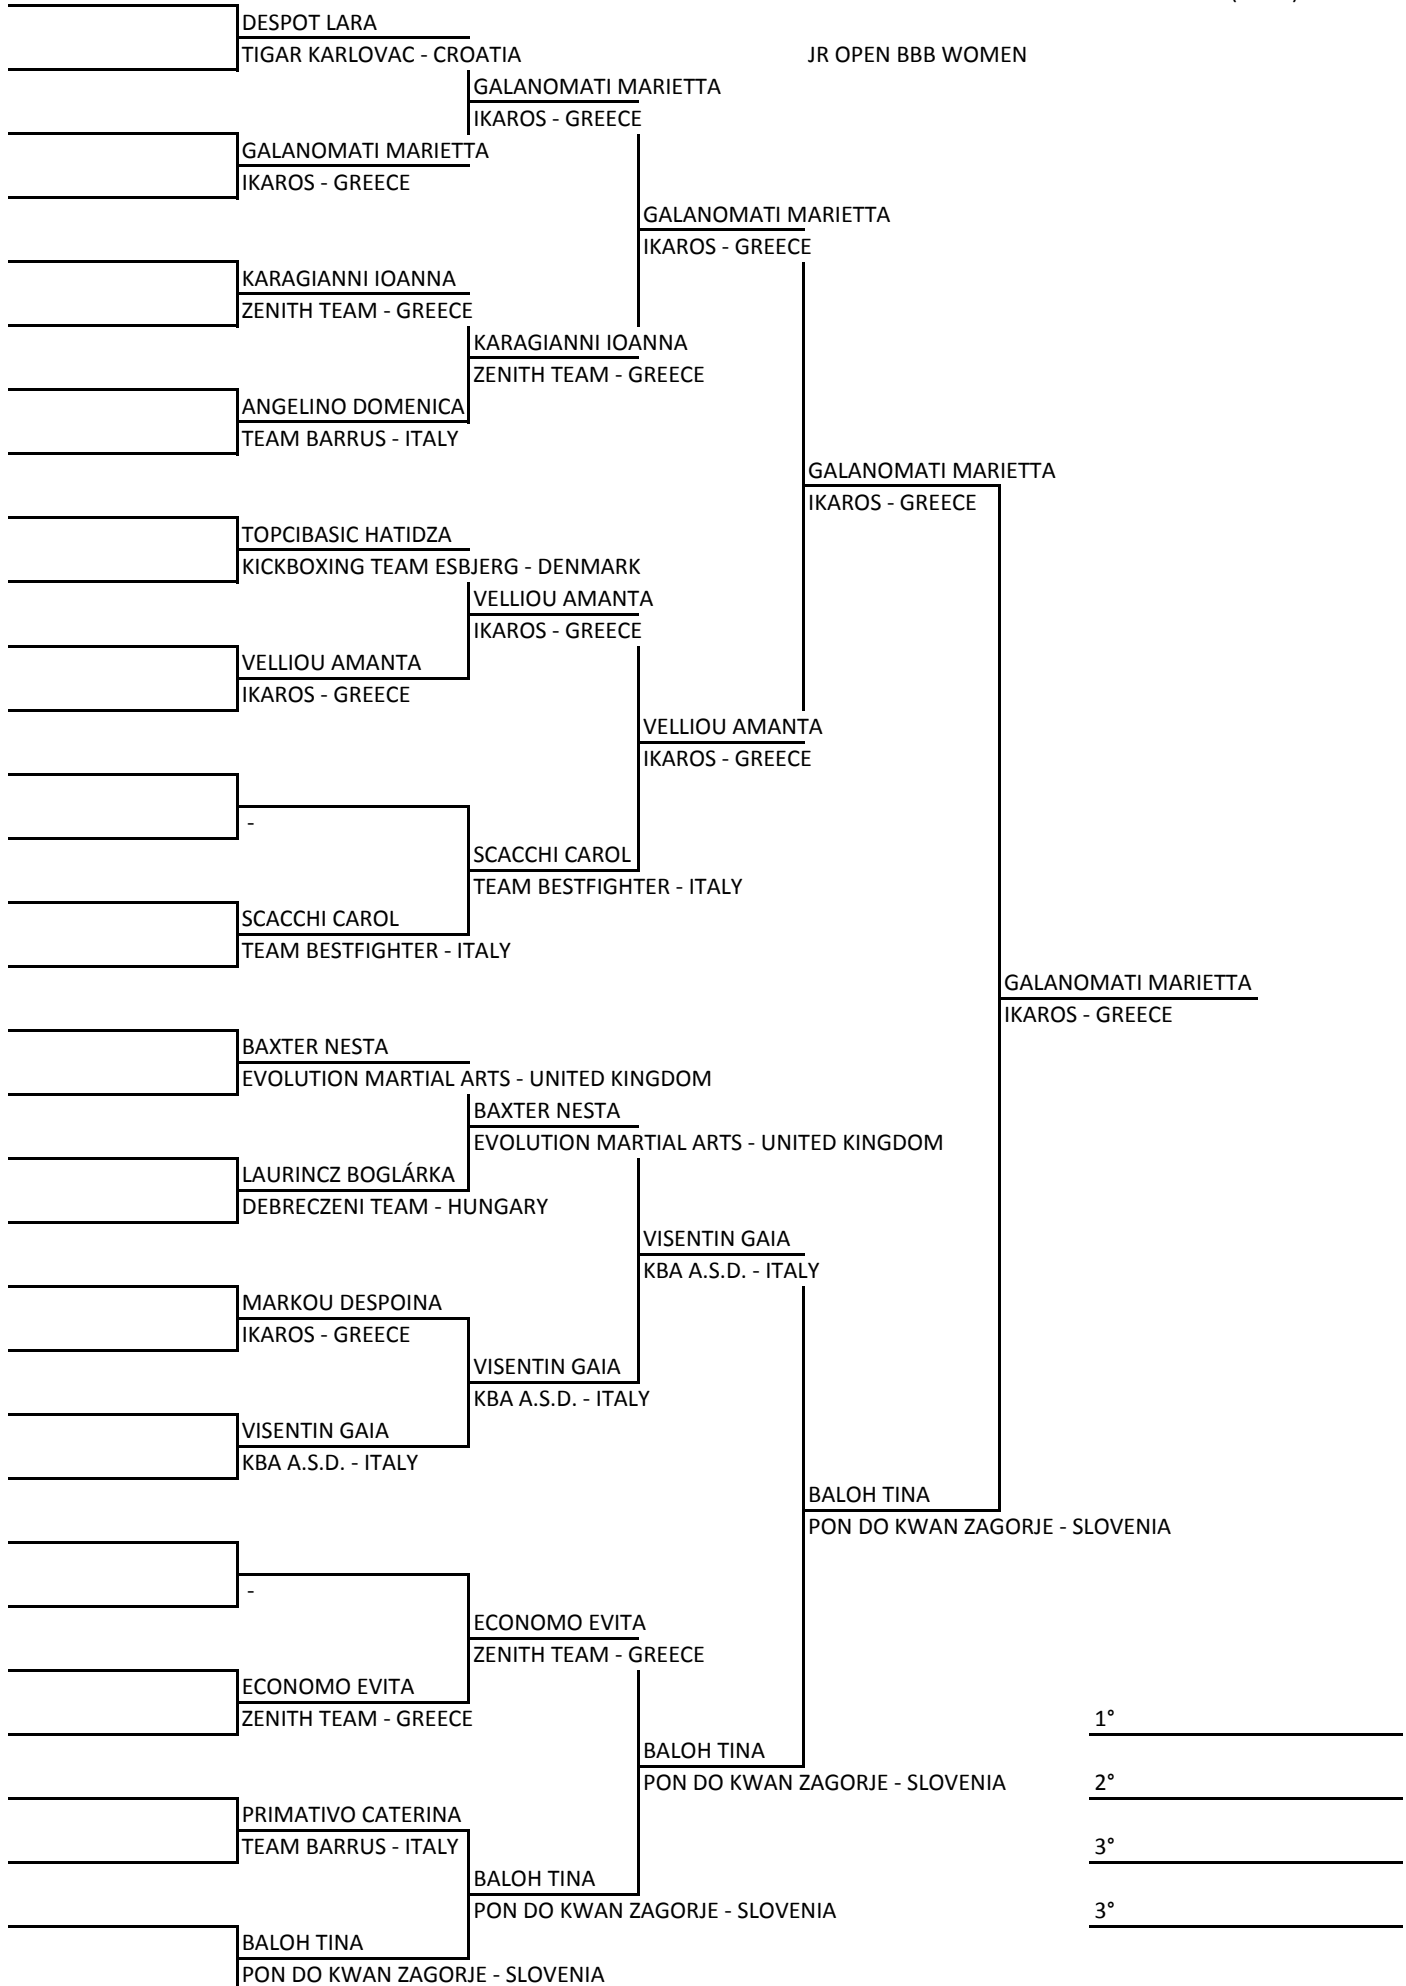 DESPOT LARA
TIGAR KARLOVAC - CROATIA
JR OPEN BBB WOMEN
GALANOMATI MARIETTA
IKAROS - GREECE
GALANOMATI MARIETTA
IKAROS - GREECE
GALANOMATI MARIETTA
IKAROS - GREECE
KARAGIANNI IOANNA
ZENITH TEAM - GREECE
KARAGIANNI IOANNA
ZENITH TEAM - GREECE
ANGELINO DOMENICA
TEAM BARRUS - ITALY
GALANOMATI MARIETTA
IKAROS - GREECE
TOPCIBASIC HATIDZA
KICKBOXING TEAM ESBJERG - DENMARK
VELLIOU AMANTA
IKAROS - GREECE
VELLIOU AMANTA
IKAROS - GREECE
VELLIOU AMANTA
IKAROS - GREECE
-
SCACCHI CAROL
TEAM BESTFIGHTER - ITALY
SCACCHI CAROL
TEAM BESTFIGHTER - ITALY
GALANOMATI MARIETTA
IKAROS - GREECE
BAXTER NESTA
EVOLUTION MARTIAL ARTS - UNITED KINGDOM
BAXTER NESTA
EVOLUTION MARTIAL ARTS - UNITED KINGDOM
LAURINCZ BOGLÁRKA
DEBRECZENI TEAM - HUNGARY
VISENTIN GAIA
KBA A.S.D. - ITALY
MARKOU DESPOINA
IKAROS - GREECE
VISENTIN GAIA
KBA A.S.D. - ITALY
VISENTIN GAIA
KBA A.S.D. - ITALY
BALOH TINA
PON DO KWAN ZAGORJE - SLOVENIA
-
ECONOMO EVITA
ZENITH TEAM - GREECE
ECONOMO EVITA
ZENITH TEAM - GREECE
1°
BALOH TINA
PON DO KWAN ZAGORJE - SLOVENIA
2°
PRIMATIVO CATERINA
TEAM BARRUS - ITALY
3°
BALOH TINA
PON DO KWAN ZAGORJE - SLOVENIA
3°
BALOH TINA
PON DO KWAN ZAGORJE - SLOVENIA